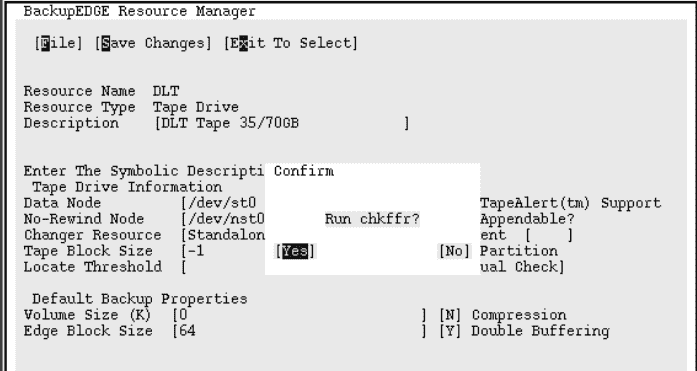 BackupEDGE Resource Manager
[File] [Save Changes] [Exit To Select]
Resource Name DLT
Resource Type Tape Drive
Description [DLT Tape 35/70GB ]
Enter The Symbolic Descripti Confirm
Tape Drive Information
Data Node [/dev/st0 TapeAlert(tm) Support
No-Rewind Node [/dev/nst0 Run chkffr? Appendable?
Changer Resource [Standalon ent [ ]
Tape Block Size [-1 [Yes] [No] Partition
Locate Threshold [ ual Check]
Default Backup Properties
Volume Size (K) [0 ] [N] Compression
Edge Block Size [64 ] [Y] Double Buffering